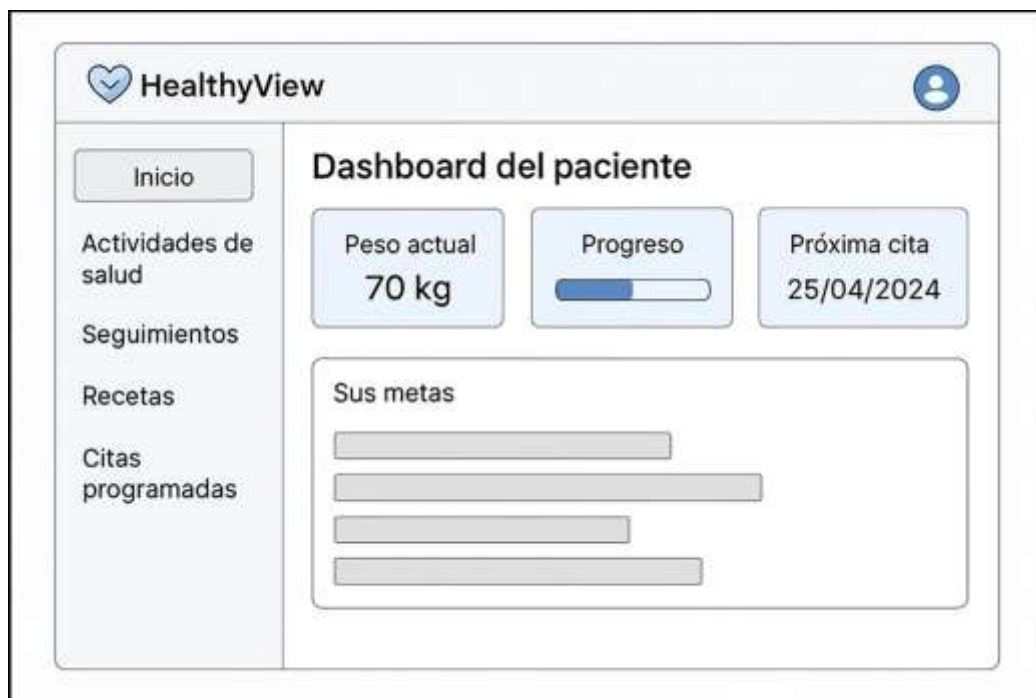 HealthyView
Inicio
Actividades de
salud
Seguimientos
Recetas
Citas
programadas
Dashboard del paciente
Peso actual
70 kg
Progreso
Próxima cita
25/04/2024
Sus metas